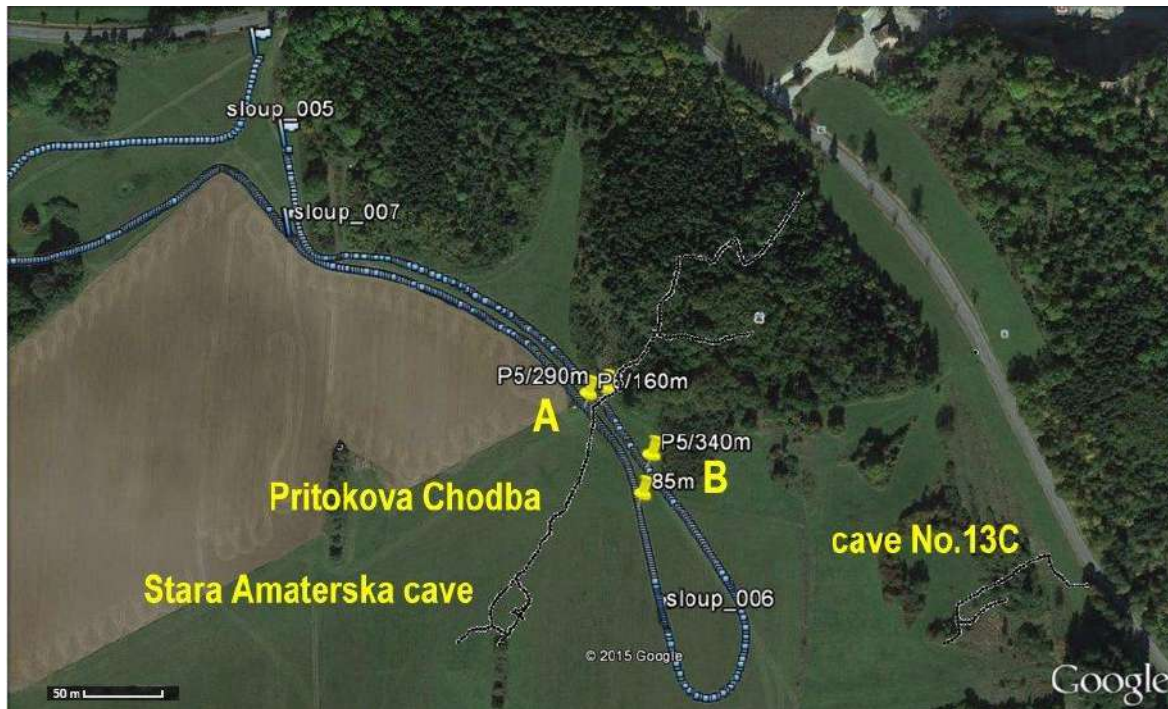 sloup_005
sloup_007
P5/290m
160m
A
P5/340m
85m
B
Pritokova Chodba
cave No.13C
Stara Amaterska cave
sloup_006
© 2015 Google
50 m
Google